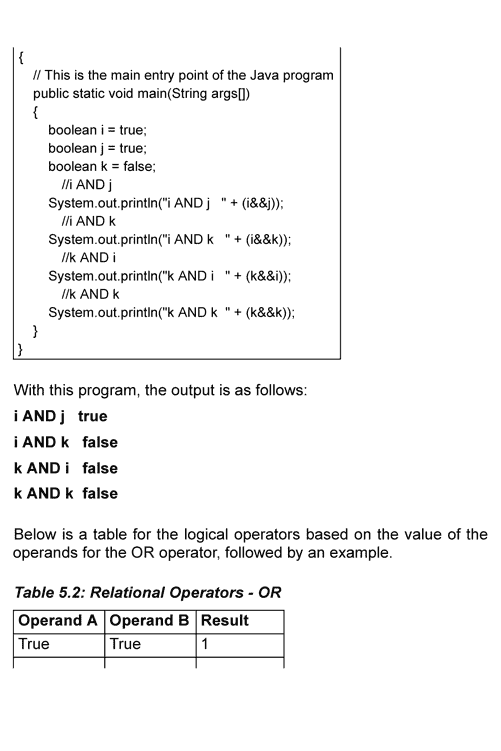 {
// This is the main entry point of the Java program
public static void main(String args[])
{
boolean i = true;
boolean j = true;
boolean k = false;
//i AND j
System.out.println("i AND j   " + (i&&j));
//i AND k
System.out.println("i AND k   " + (i&&k));
//k AND i
System.out.println("k AND i   " + (k&&i));
//k AND k
System.out.println("k AND k  " + (k&&k));
}
}
With this program, the output is as follows:
i AND j   true
i AND k   false
k AND i   false
k AND k  false
Below is a table for the logical operators based on the value of the
operands for the OR operator, followed by an example.
Table 5.2: Relational Operators - OR
Operand A Operand B Result
True True 1